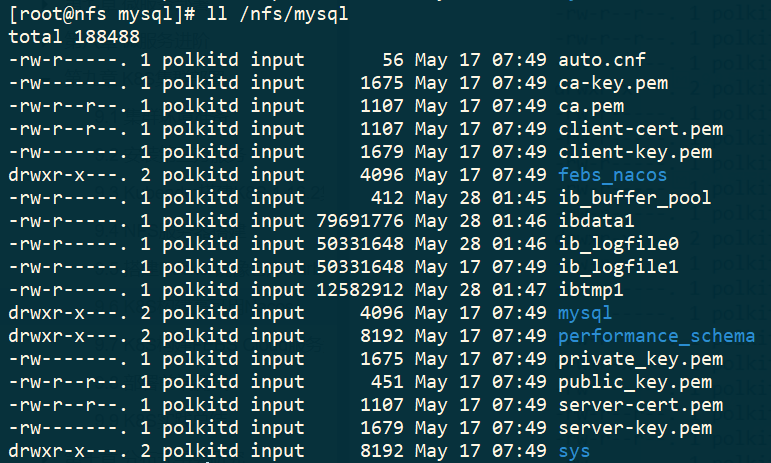 [root@nfs mysql]# ll /nfs/mysql
total 188488
-rw-r-----. 1 polkitd input       56 May 17 07:49 auto.cnf
-rw-------. 1 polkitd input     1675 May 17 07:49 ca-key.pem
-rw-r--r--. 1 polkitd input     1107 May 17 07:49 ca.pem
-rw-r--r--. 1 polkitd input     1107 May 17 07:49 client-cert.pem
-rw-------. 1 polkitd input     1679 May 17 07:49 client-key.pem
drwxr-x---. 2 polkitd input     4096 May 17 07:49 febs_nacos
-rw-r-----. 1 polkitd input      412 May 28 01:45 ib_buffer_pool
-rw-r-----. 1 polkitd input 79691776 May 28 01:46 ibdata1
-rw-r-----. 1 polkitd input 50331648 May 28 01:46 ib_logfile0
-rw-r-----. 1 polkitd input 50331648 May 17 07:49 ib_logfile1
-rw-r-----. 1 polkitd input 12582912 May 28 01:47 ibtmp1
drwxr-x---. 2 polkitd input     4096 May 17 07:49 mysql
drwxr-x---. 2 polkitd input     8192 May 17 07:49 performance_schema
-rw-------. 1 polkitd input     1675 May 17 07:49 private_key.pem
-rw-r--r--. 1 polkitd input      451 May 17 07:49 public_key.pem
-rw-r--r--. 1 polkitd input     1107 May 17 07:49 server-cert.pem
-rw-------. 1 polkitd input     1679 May 17 07:49 server-key.pem
drwxr-x---. 2 polkitd input     8192 May 17 07:49 sys